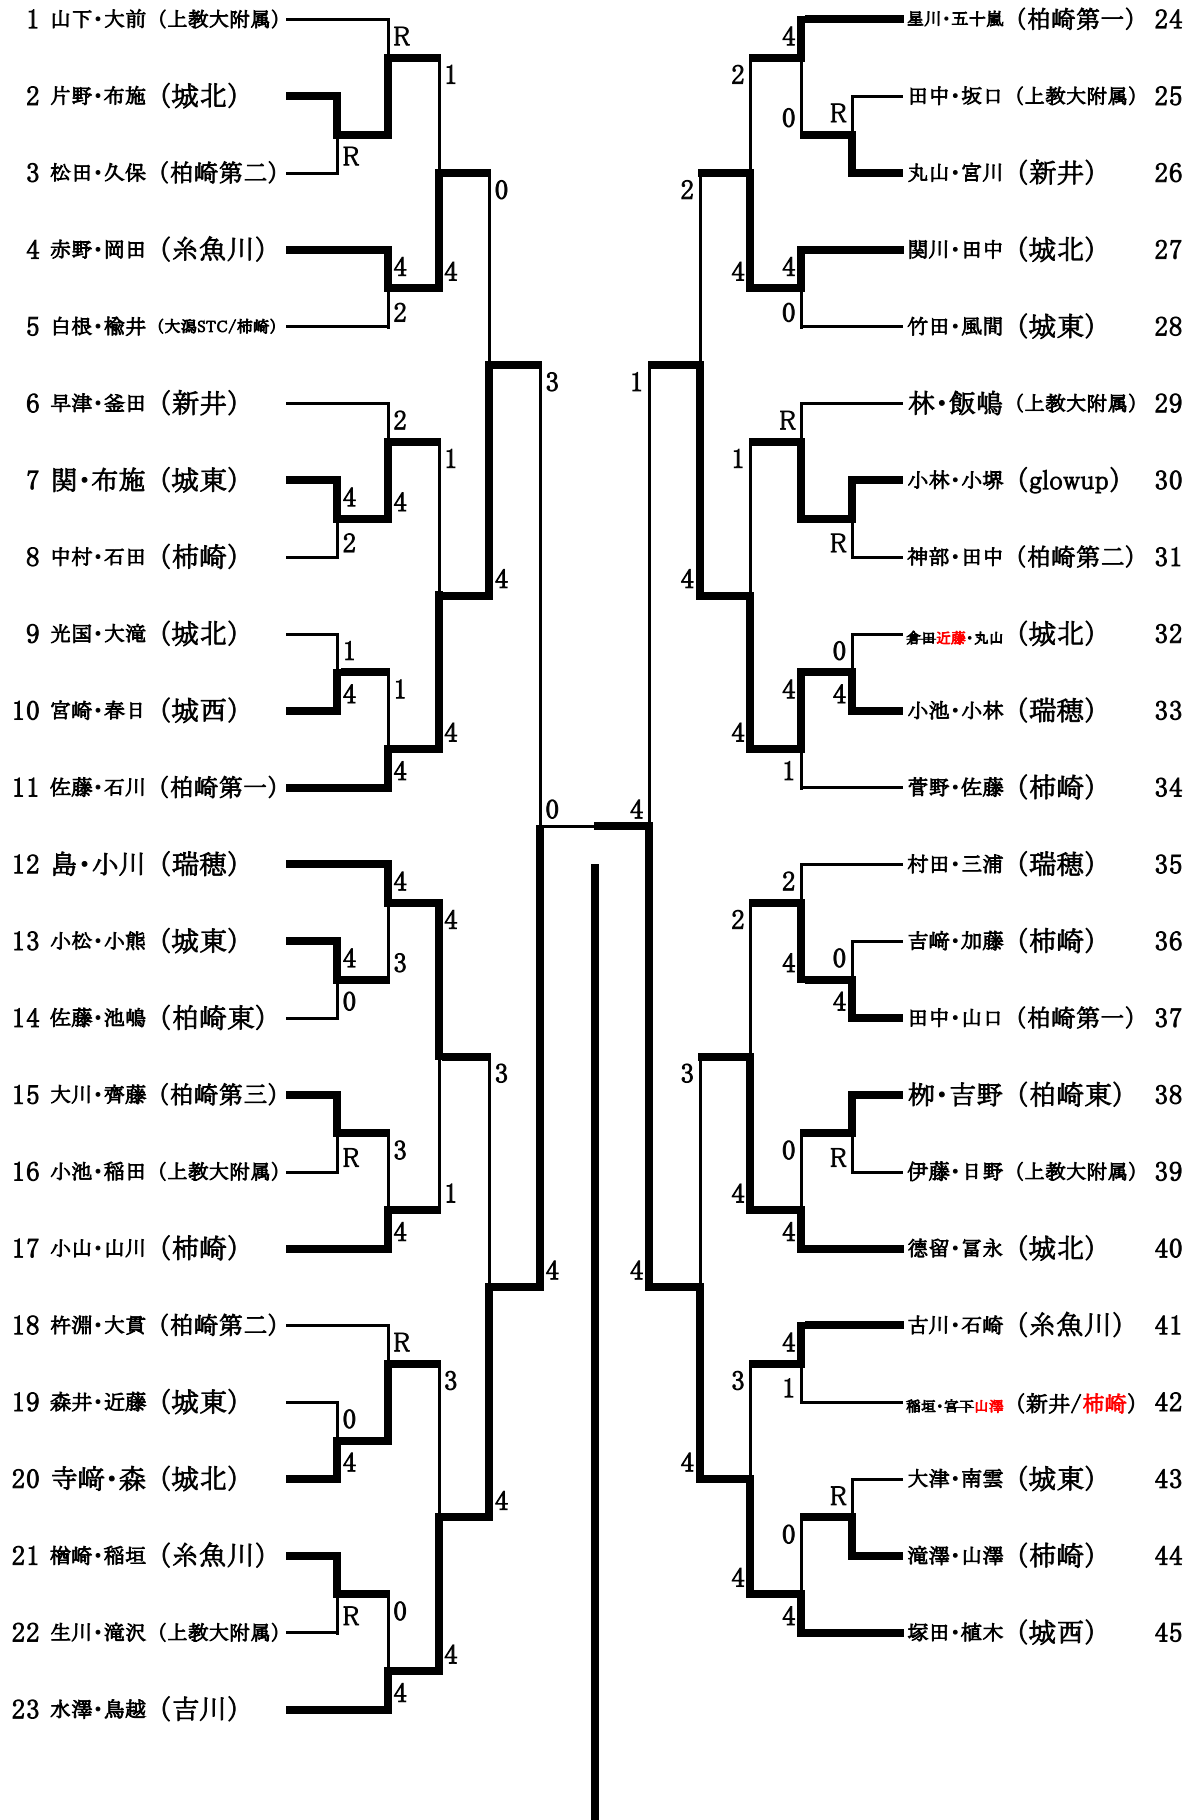 1 山下・大前 (上教大附属)
2 片野・布施 (城北)
3 松田・久保 (柏崎第二)
4 赤野・岡田 (糸魚川)
5 白根・楡井 (大潟STC/柿崎)
6 早津・釜田 (新井)
7 関・布施 (城東)
8 中村・石田 (柿崎)
9 光国・大滝 (城北)
10 宮崎・春日 (城西)
11 佐藤・石川 (柏崎第一)
12 島・小川 (瑞穂)
13 小松・小熊 (城東)
14 佐藤・池嶋 (柏崎東)
15 大川・齊藤 (柏崎第三)
16 小池・稲田 (上教大附属)
17 小山・山川 (柿崎)
18 杵淵・大貫 (柏崎第二)
19 森井・近藤 (城東)
20 寺﨑・森 (城北)
21 楢崎・稲垣 (糸魚川)
22 生川・滝沢 (上教大附属)
23 水澤・鳥越 (吉川)
R
R
4
2
2
4
2
1
4
4
4
0
R
0
4
R
1
4
4
1
4
3
3
4
R
0
4
1
4
1
4
4
1
3
4
0
4
3
4
3
4
0
4
1
4
2
4
3
4
2
4
1
4
2
4
3
4
4
0
4
0
R
4
1
2
4
0
4
4
1
0
4
R
R
0
4
0
4
R
R
星川・五十嵐 (柏崎第一) 24
田中・坂口 (上教大附属) 25
丸山・宮川 (新井) 26
関川・田中 (城北) 27
竹田・風間 (城東) 28
林・飯嶋 (上教大附属) 29
小林・小堺 (glowup) 30
神部・田中 (柏崎第二) 31
倉田近藤・丸山 (城北) 32
小池・小林 (瑞穂) 33
菅野・佐藤 (柿崎) 34
村田・三浦 (瑞穂) 35
吉﨑・加藤 (柿崎) 36
田中・山口 (柏崎第一) 37
栁・吉野 (柏崎東) 38
伊藤・日野 (上教大附属) 39
德留・冨永 (城北) 40
古川・石崎 (糸魚川) 41
稲垣・宮下山澤 (新井/柿崎) 42
大津・南雲 (城東) 43
滝澤・山澤 (柿崎) 44
塚田・植木 (城西) 45